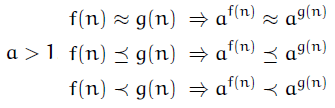 f(n) ≈ g(n) ⇒ a^{f(n)} ≈ a^{g(n)}
a > 1 f(n) ⪯ g(n) ⇒ a^{f(n)} ⪯ a^{g(n)}
f(n) ≺ g(n) ⇒ a^{f(n)} ≺ a^{g(n)}